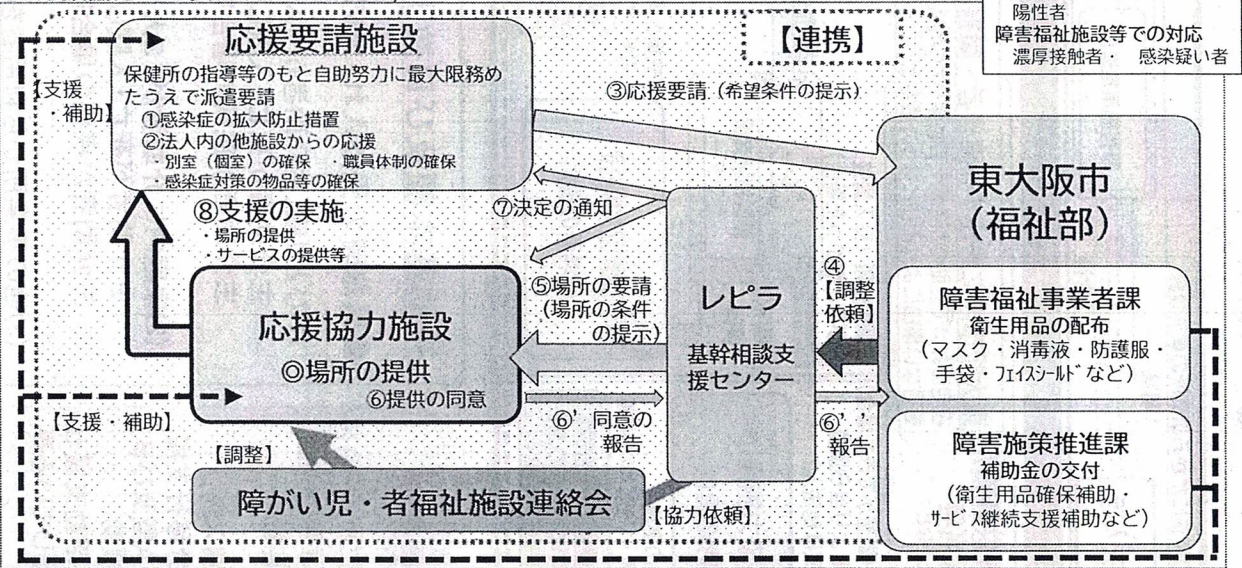 陽性者
障害福祉施設等での対応
濃厚接触者・　感染疑い者
【連携】
応援要請施設
保健所の指導等のもと自助努力に最大限務め
たうえで派遣要請
①感染症の拡大防止措置
②法人内の他施設からの応援
・別室（個室）の確保　・職員体制の確保
・感染症対策の物品等の確保
【支援
・補助】
③応援要請（希望条件の提示）
東大阪市
（福祉部）
⑧支援の実施
・場所の提供
・サービスの提供等
⑦決定の通知
⑤場所の要請
（場所の条件
の提示）
レピラ
基幹相談支
援センター
④
【調整
依頼】
障害福祉事業者課
衛生用品の配布
（マスク・消毒液・防護服・
手袋・フェイスシールドなど）
応援協力施設
◎場所の提供
⑥提供の同意
【支援・補助】
⑥’同意の
報告
⑥’’
報告
障害施策推進課
補助金の交付
（衛生用品確保補助・
サービス継続支援補助など）
【調整】
障がい児・者福祉施設連絡会
【協力依頼】